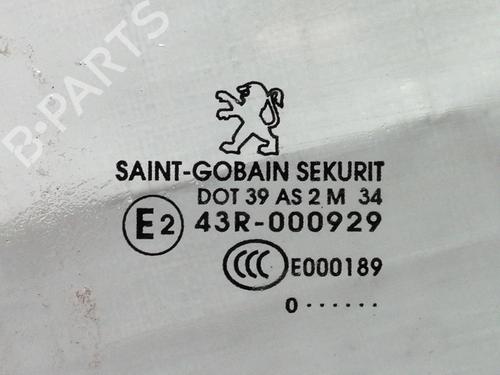 B-PARTS
SAINT-GOBAIN SEKURIT
DOT 39 AS 2 M 34
E2 43R-000929
CCC E000189
0 ······